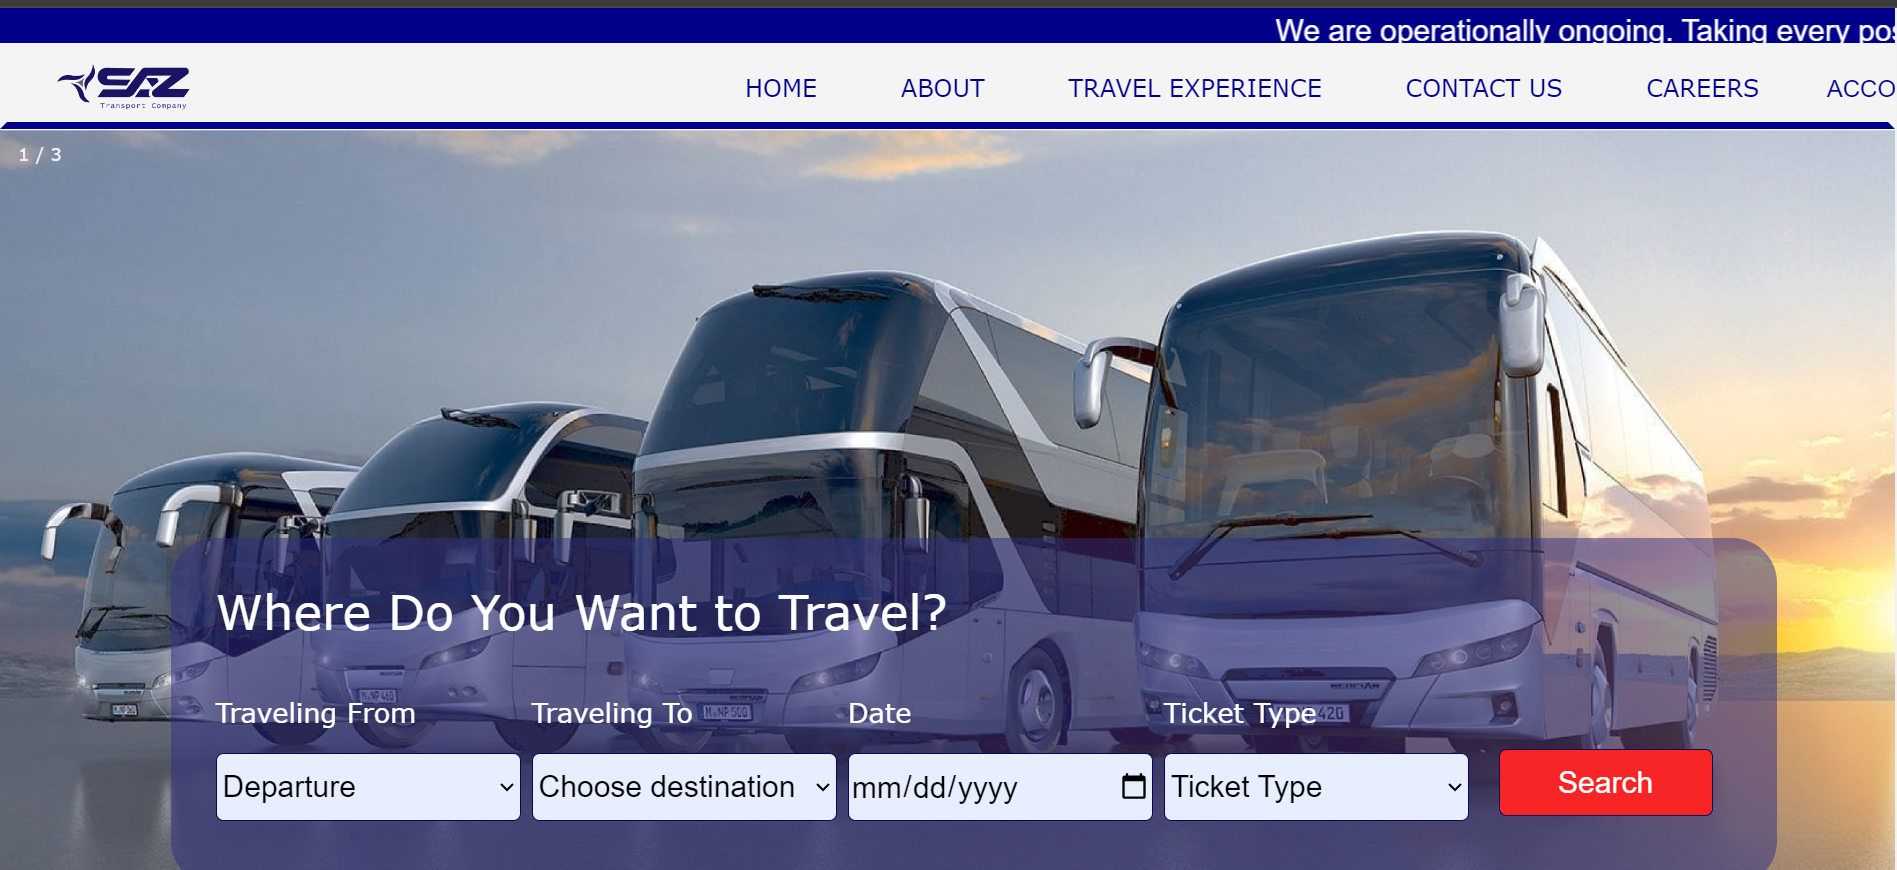 We are operationally ongoing. Taking every pos
SAZ
Transport Company
HOME ABOUT TRAVEL EXPERIENCE CONTACT US CAREERS ACCO
1 / 3
Where Do You Want to Travel?
Traveling From Traveling To Date Ticket Type
Departure Choose destination mm/dd/yyyy Ticket Type Search